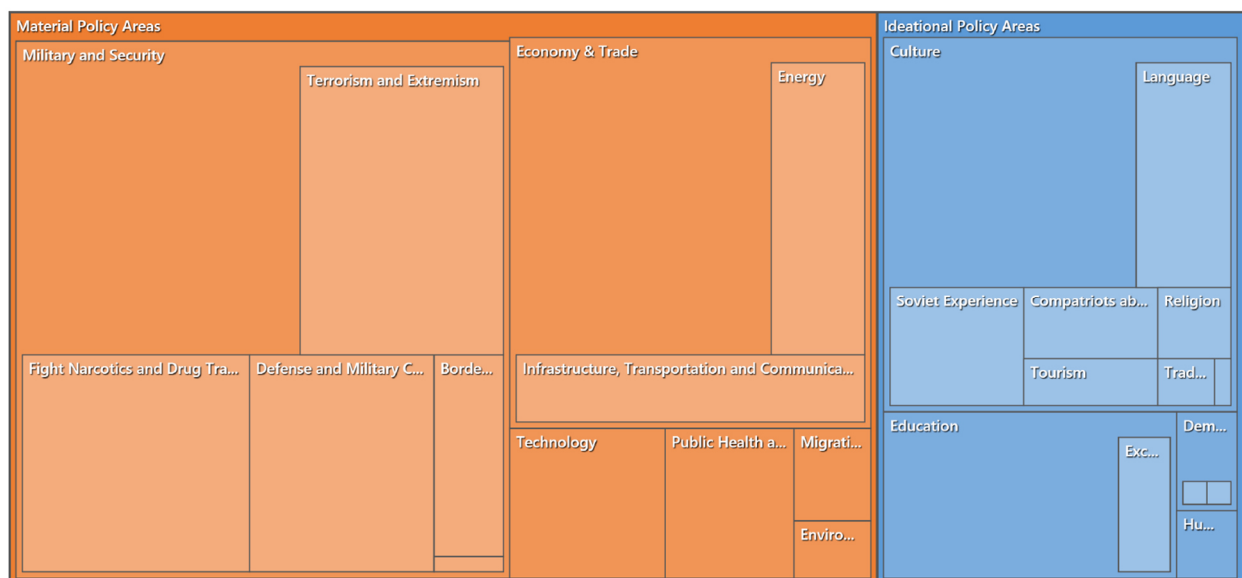 Material Policy Areas
Military and Security
Terrorism and Extremism
Fight Narcotics and Drug Tra...
Defense and Military C...
Borde...
Economy & Trade
Energy
Infrastructure, Transportation and Communica...
Technology
Public Health a...
Migrati...
Enviro...
Ideational Policy Areas
Culture
Language
Soviet Experience
Compatriots ab...
Religion
Tourism
Trad...
Education
Exc...
Dem...
Hu...